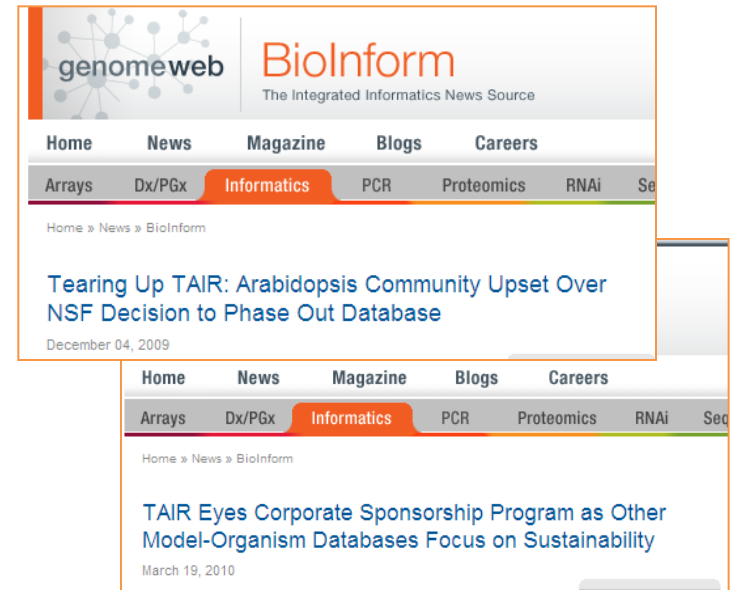 genomeweb
BioInform
The Integrated Informatics News Source
Home News Magazine Blogs Careers
Arrays Dx/PGx Informatics PCR Proteomics RNAi Se
Home » News » BioInform
Tearing Up TAIR: Arabidopsis Community Upset Over
NSF Decision to Phase Out Database
December 04, 2009
Home News Magazine Blogs Careers
Arrays Dx/PGx Informatics PCR Proteomics RNAi Seq
Home » News » BioInform
TAIR Eyes Corporate Sponsorship Program as Other
Model-Organism Databases Focus on Sustainability
March 19, 2010